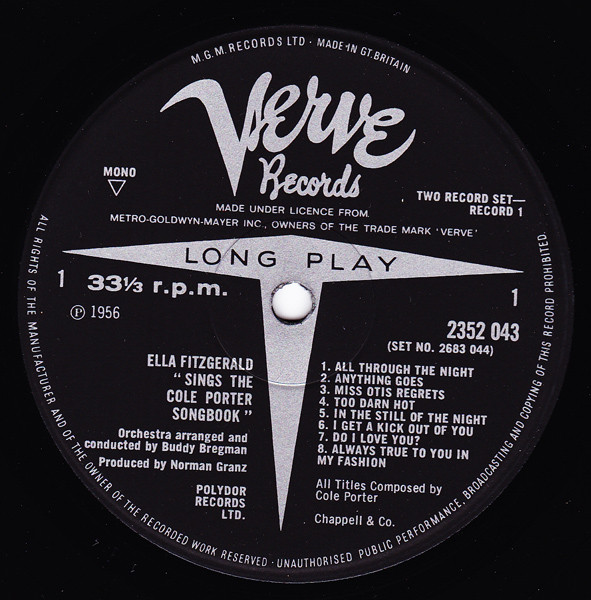 M.G.M. RECORDS LTD · MADE IN GT. BRITAIN
Verve
Records
MONO
TWO RECORD SET—
RECORD 1
MADE UNDER LICENCE FROM
METRO-GOLDWYN-MAYER INC., OWNERS OF THE TRADE MARK 'VERVE'
LONG PLAY
1 33⅓ r.p.m.
1
℗ 1956
2352 043
(SET NO. 2683 044)
ELLA FITZGERALD
"SINGS THE
COLE PORTER
SONGBOOK"
Orchestra arranged and
conducted by Buddy Bregman
Produced by Norman Granz
POLYDOR
RECORDS
LTD.
1. ALL THROUGH THE NIGHT
2. ANYTHING GOES
3. MISS OTIS REGRETS
4. TOO DARN HOT
5. IN THE STILL OF THE NIGHT
6. I GET A KICK OUT OF YOU
7. DO I LOVE YOU?
8. ALWAYS TRUE TO YOU IN
MY FASHION
All Titles Composed by
Cole Porter
Chappell & Co.
ALL RIGHTS OF THE MANUFACTURER AND OF THE OWNER OF THE RECORDED WORK RESERVED · UNAUTHORISED PUBLIC PERFORMANCE, BROADCASTING AND COPYING OF THIS RECORD PROHIBITED.